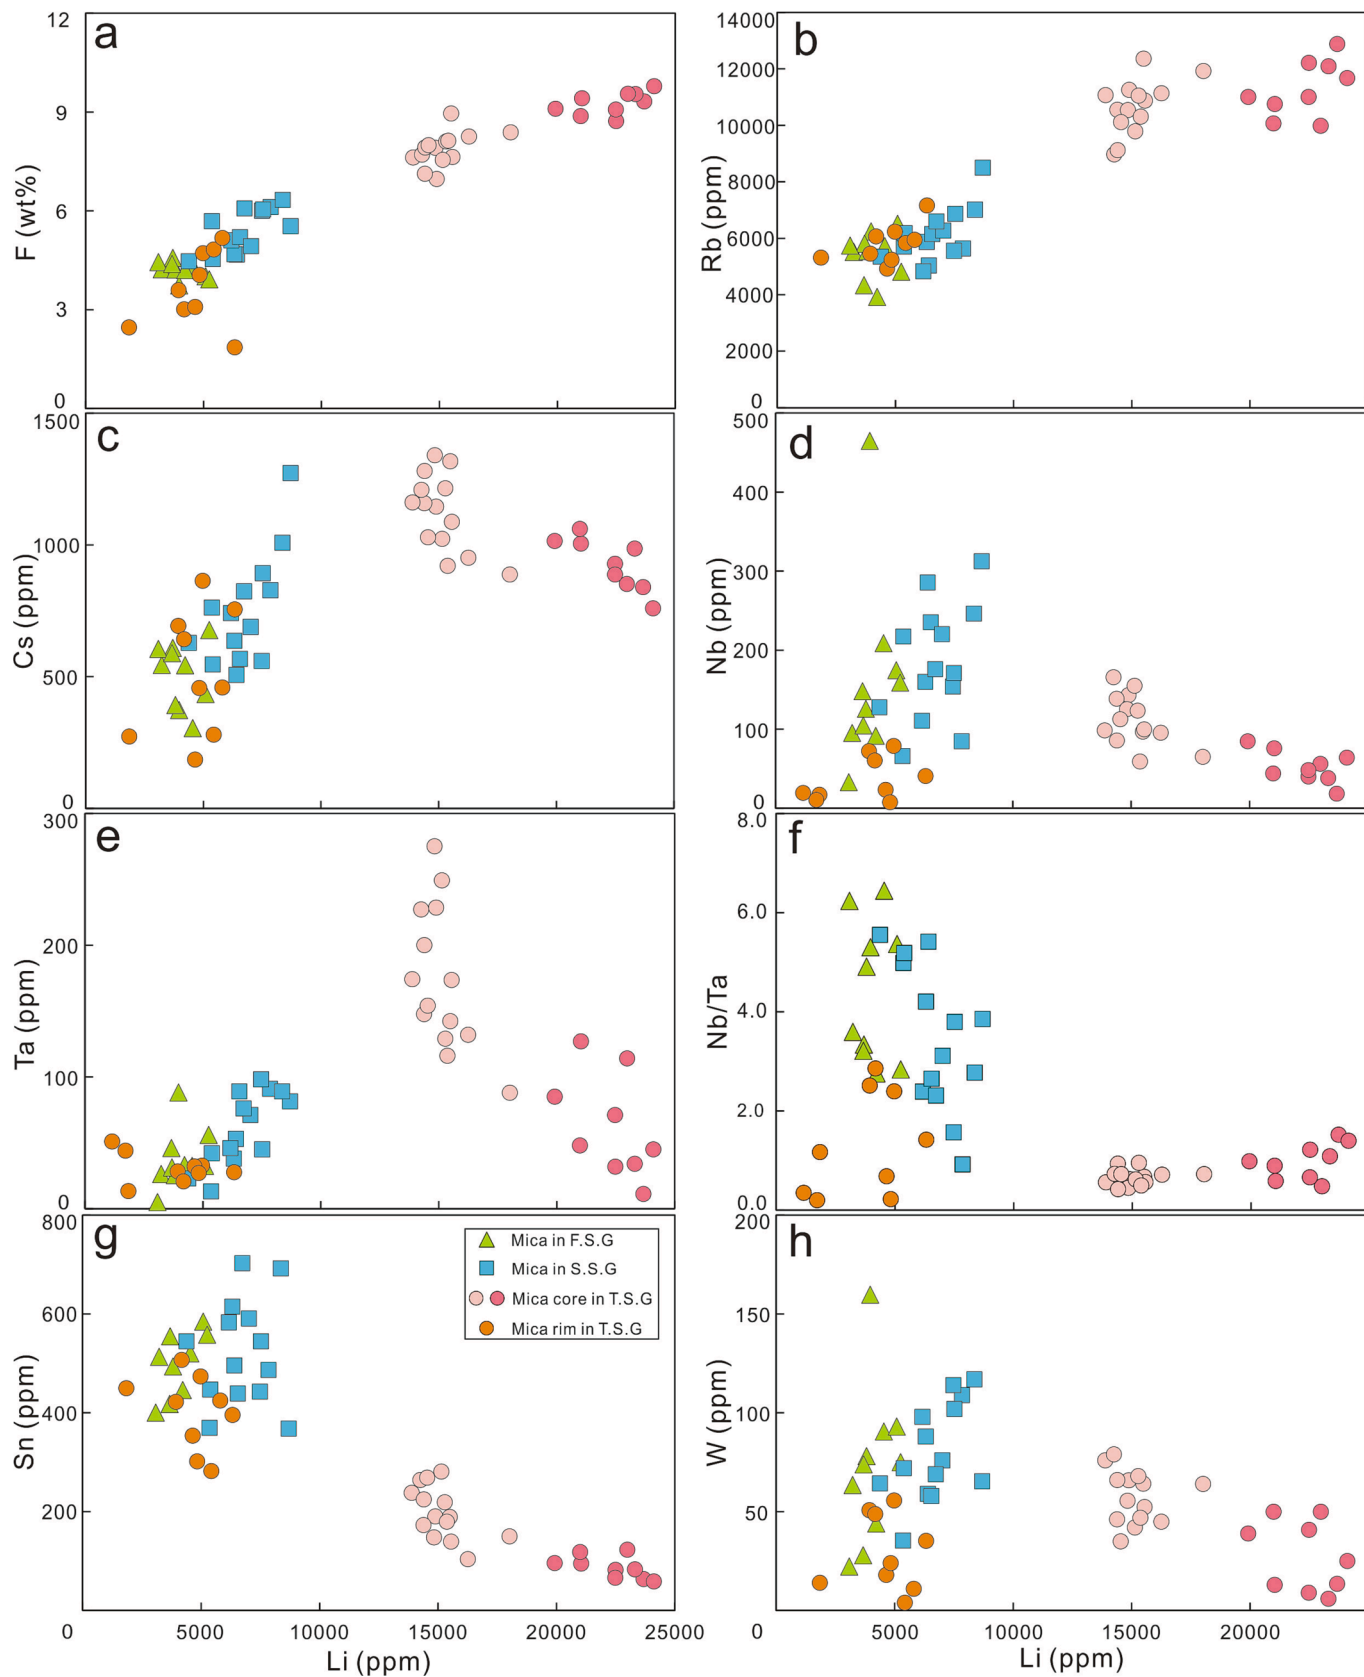 a
12
9
6
3
0
F (wt%)
b
14000
12000
10000
8000
6000
4000
2000
0
Rb (ppm)
c
1500
1000
500
0
Cs (ppm)
d
500
400
300
200
100
0
Nb (ppm)
e
300
200
100
0
Ta (ppm)
f
8.0
6.0
4.0
2.0
0.0
Nb/Ta
g
800
600
400
200
Sn (ppm)
Mica in F.S.G
Mica in S.S.G
Mica core in T.S.G
Mica rim in T.S.G
h
200
150
100
50
W (ppm)
0 5000 10000 15000 20000 25000
Li (ppm)
0 5000 10000 15000 20000
Li (ppm)